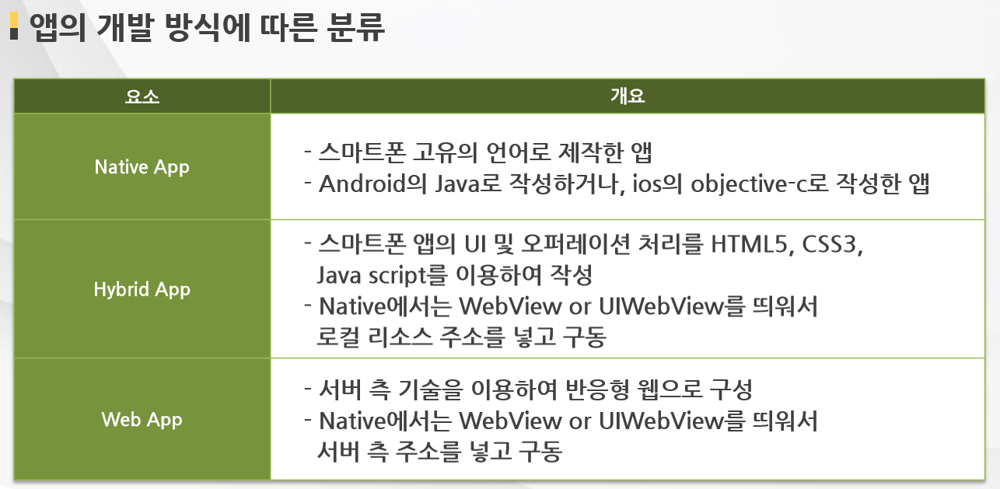 앱의 개발 방식에 따른 분류
요소
개요
Native App
- 스마트폰 고유의 언어로 제작한 앱
- Android의 Java로 작성하거나, ios의 objective-c로 작성한 앱
Hybrid App
- 스마트폰 앱의 UI 및 오퍼레이션 처리를 HTML5, CSS3,
Java script를 이용하여 작성
- Native에서는 WebView or UIWebView를 띄워서
로컬 리소스 주소를 넣고 구동
Web App
- 서버 측 기술을 이용하여 반응형 웹으로 구성
- Native에서는 WebView or UIWebView를 띄워서
서버 측 주소를 넣고 구동